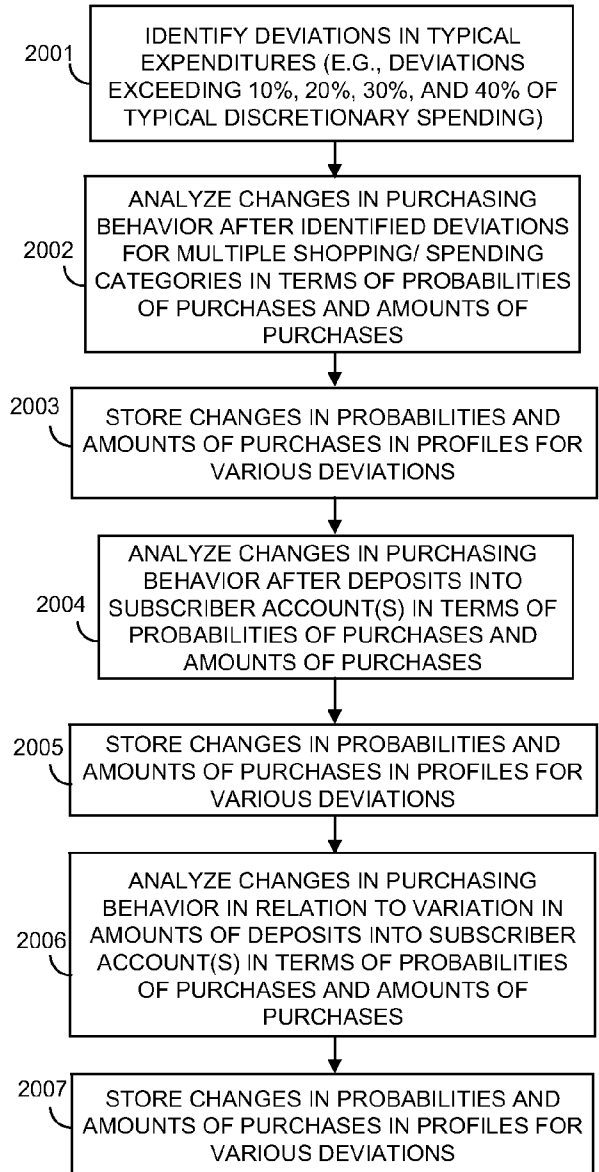 2001
IDENTIFY DEVIATIONS IN TYPICAL
EXPENDITURES (E.G., DEVIATIONS
EXCEEDING 10%, 20%, 30%, AND 40% OF
TYPICAL DISCRETIONARY SPENDING)
2002
ANALYZE CHANGES IN PURCHASING
BEHAVIOR AFTER IDENTIFIED DEVIATIONS
FOR MULTIPLE SHOPPING/ SPENDING
CATEGORIES IN TERMS OF PROBABILITIES
OF PURCHASES AND AMOUNTS OF
PURCHASES
2003
STORE CHANGES IN PROBABILITIES AND
AMOUNTS OF PURCHASES IN PROFILES FOR
VARIOUS DEVIATIONS
2004
ANALYZE CHANGES IN PURCHASING
BEHAVIOR AFTER DEPOSITS INTO
SUBSCRIBER ACCOUNT(S) IN TERMS OF
PROBABILITIES OF PURCHASES AND
AMOUNTS OF PURCHASES
2005
STORE CHANGES IN PROBABILITIES AND
AMOUNTS OF PURCHASES IN PROFILES FOR
VARIOUS DEVIATIONS
2006
ANALYZE CHANGES IN PURCHASING
BEHAVIOR IN RELATION TO VARIATION IN
AMOUNTS OF DEPOSITS INTO SUBSCRIBER
ACCOUNT(S) IN TERMS OF PROBABILITIES
OF PURCHASES AND AMOUNTS OF
PURCHASES
2007
STORE CHANGES IN PROBABILITIES AND
AMOUNTS OF PURCHASES IN PROFILES FOR
VARIOUS DEVIATIONS